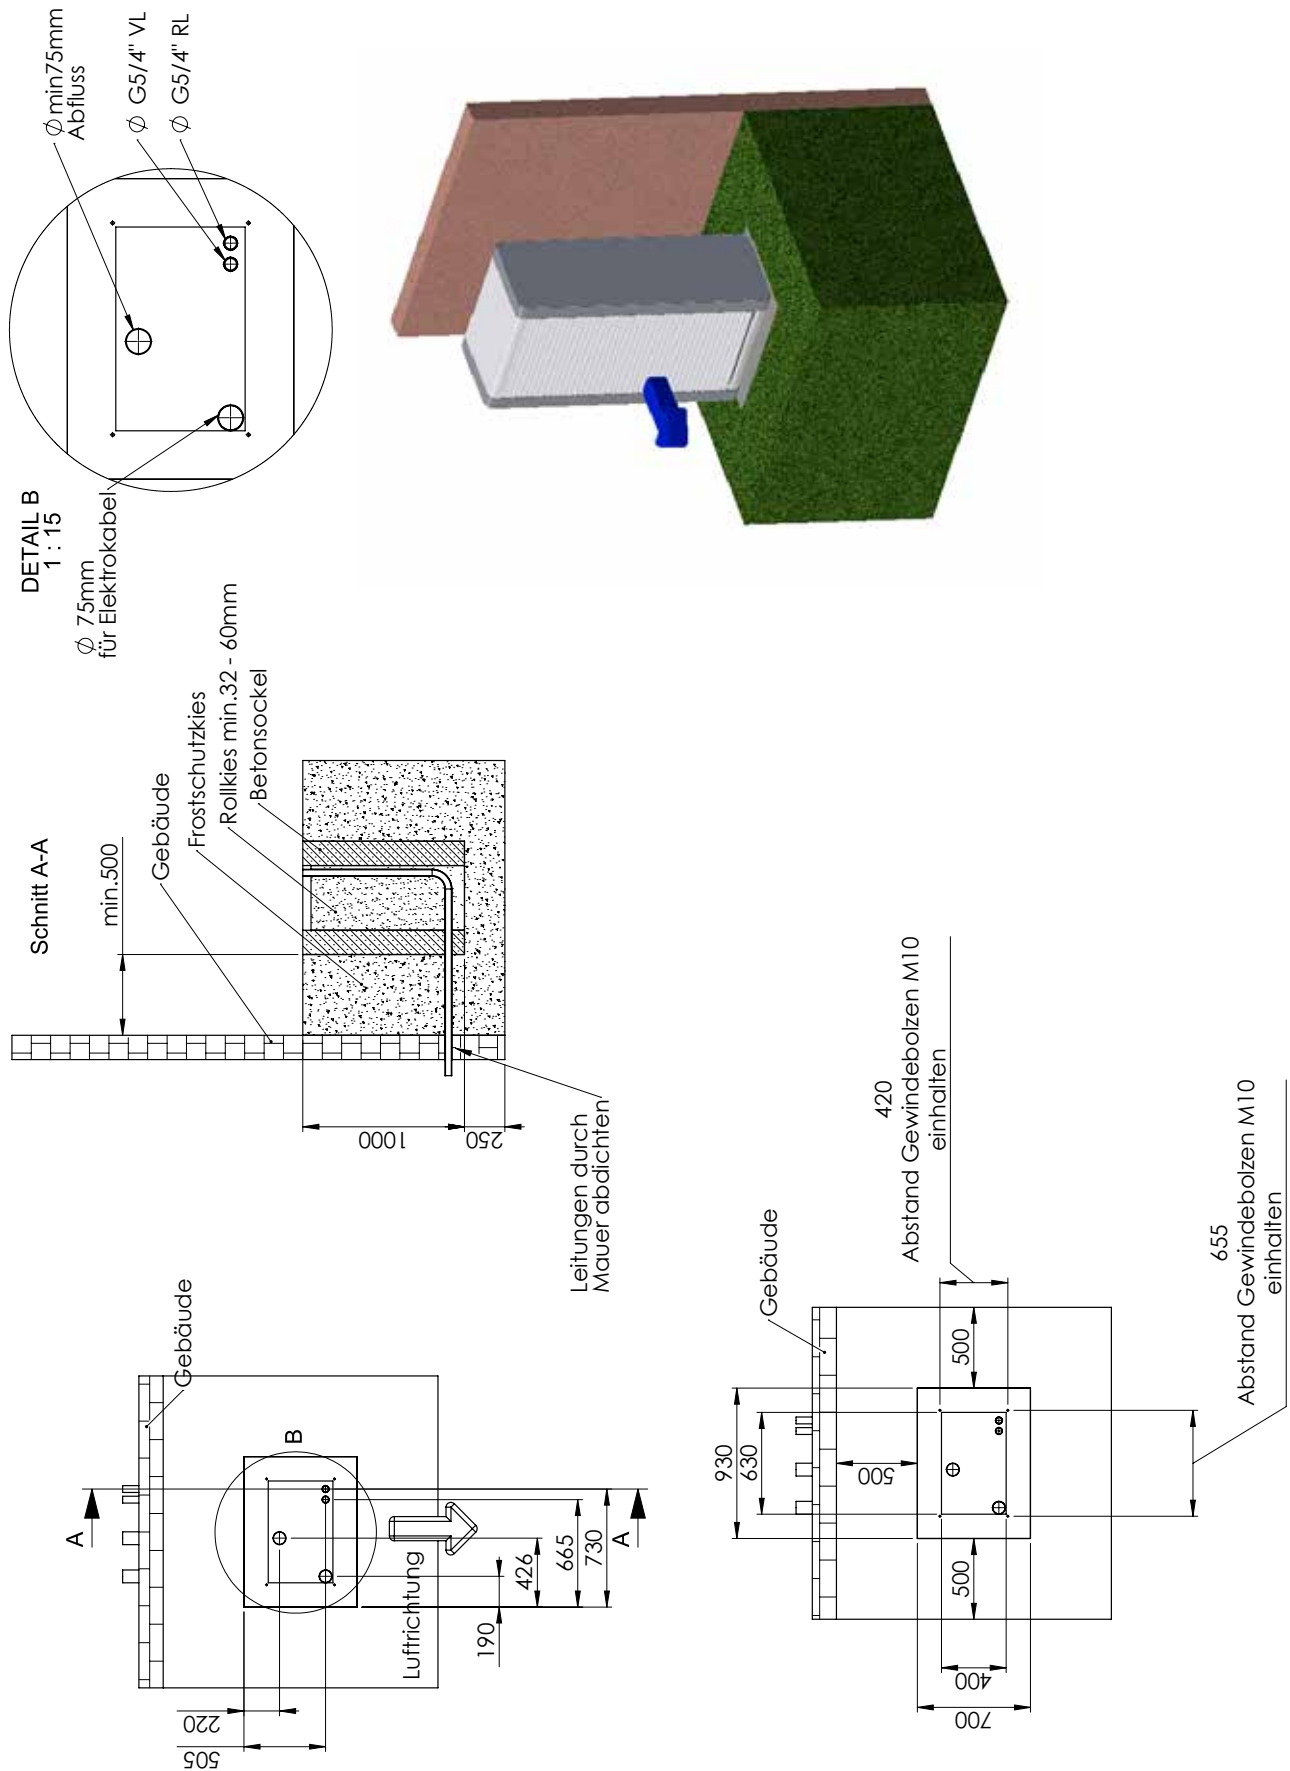 DETAIL B
1 : 15
Ø min75mm
Abfluss
Ø G5/4" VL
Ø G5/4" RL
Ø 75mm
für Elektrokabel
Schnitt A-A
min.500
Gebäude
Frostschutzkies
Rollkies min.32 - 60mm
Betonsockel
1000
250
Leitungen durch
Mauer abdichten
Gebäude
A
B
A
Luftrichtung
220
505
190
426
665
730
Gebäude
930
630
500
500
500
400
700
420
Abstand Gewindebolzen M10
einhalten
655
Abstand Gewindebolzen M10
einhalten